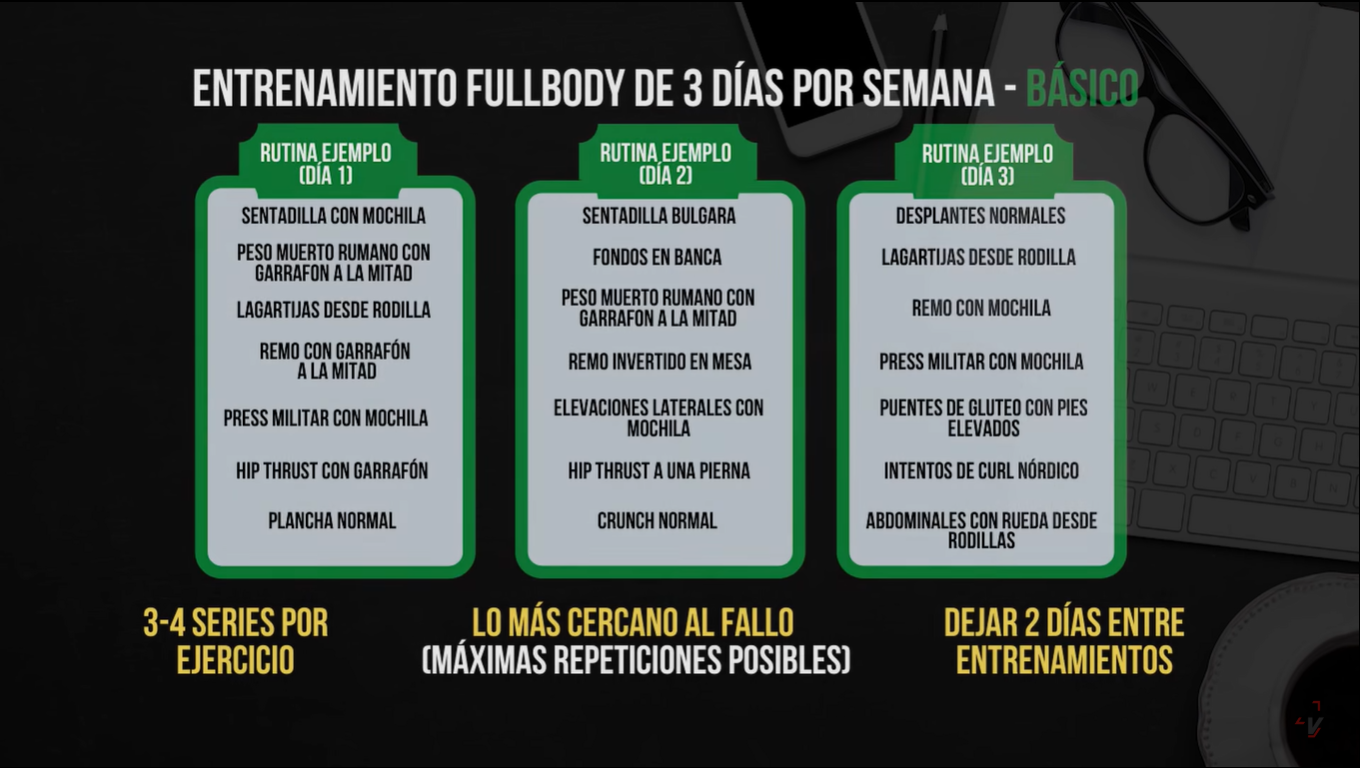 ENTRENAMIENTO FULLBODY DE 3 DÍAS POR SEMANA - BÁSICO
RUTINA EJEMPLO
(DÍA 1)
SENTADILLA CON MOCHILA
PESO MUERTO RUMANO CON
GARRAFON A LA MITAD
LAGARTIJAS DESDE RODILLA
REMO CON GARRAFÓN
A LA MITAD
PRESS MILITAR CON MOCHILA
HIP THRUST CON GARRAFÓN
PLANCHA NORMAL
RUTINA EJEMPLO
(DÍA 2)
SENTADILLA BULGARA
FONDOS EN BANCA
PESO MUERTO RUMANO CON
GARRAFON A LA MITAD
REMO INVERTIDO EN MESA
ELEVACIONES LATERALES CON
MOCHILA
HIP THRUST A UNA PIERNA
CRUNCH NORMAL
RUTINA EJEMPLO
(DÍA 3)
DESPLANTES NORMALES
LAGARTIJAS DESDE RODILLA
REMO CON MOCHILA
PRESS MILITAR CON MOCHILA
PUENTES DE GLUTEO CON PIES
ELEVADOS
INTENTOS DE CURL NÓRDICO
ABDOMINALES CON RUEDA DESDE
RODILLAS
3-4 SERIES POR
EJERCICIO
LO MÁS CERCANO AL FALLO
(MÁXIMAS REPETICIONES POSIBLES)
DEJAR 2 DÍAS ENTRE
ENTRENAMIENTOS